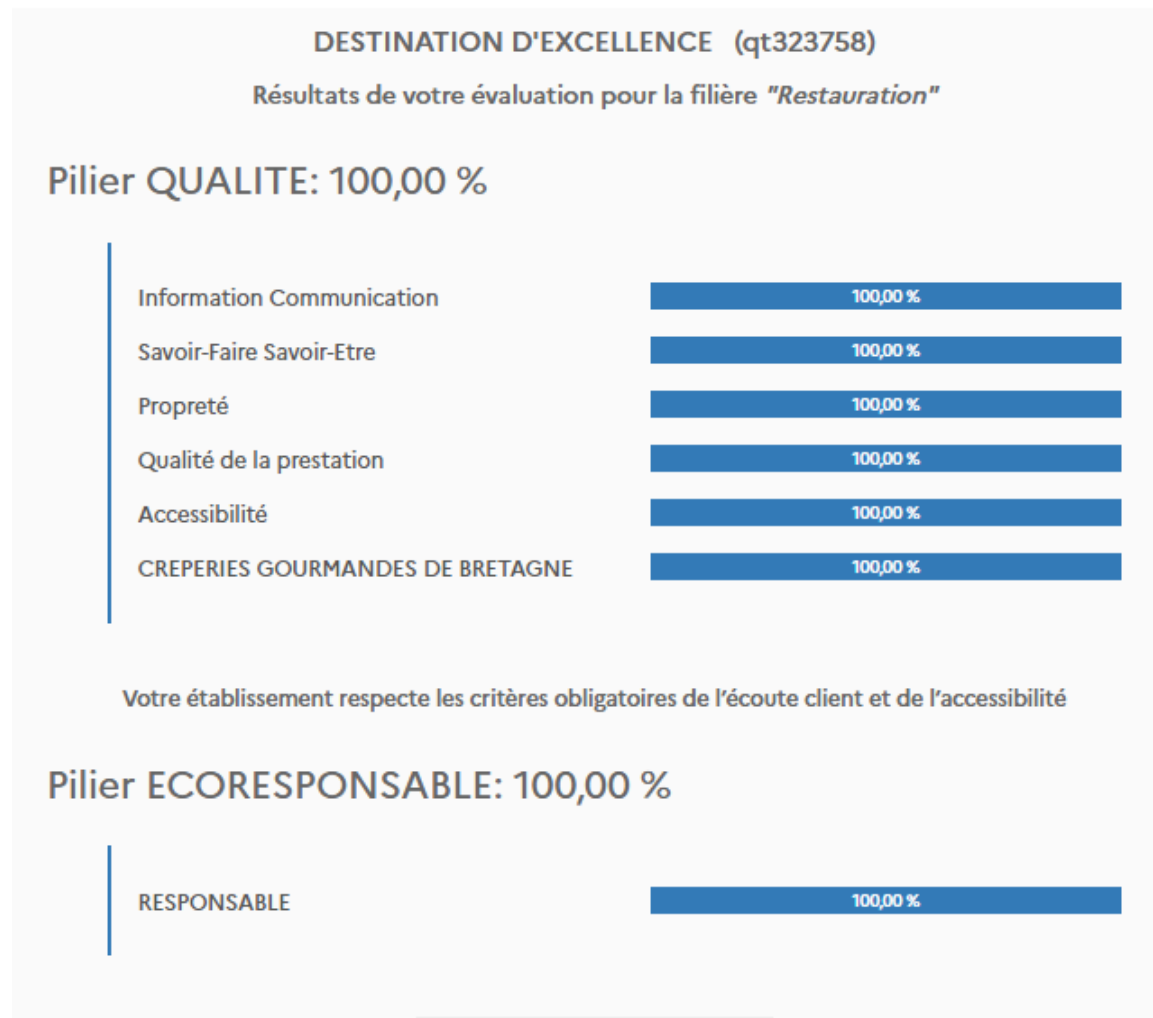 DESTINATION D'EXCELLENCE (qt323758)
Résultats de votre évaluation pour la filière "Restauration"
Pilier QUALITE: 100,00 %
Information Communication 100,00 %
Savoir-Faire Savoir-Etre 100,00 %
Propreté 100,00 %
Qualité de la prestation 100,00 %
Accessibilité 100,00 %
CREPERIES GOURMANDES DE BRETAGNE 100,00 %
Votre établissement respecte les critères obligatoires de l’écoute client et de l’accessibilité
Pilier ECORESPONSABLE: 100,00 %
RESPONSABLE 100,00 %